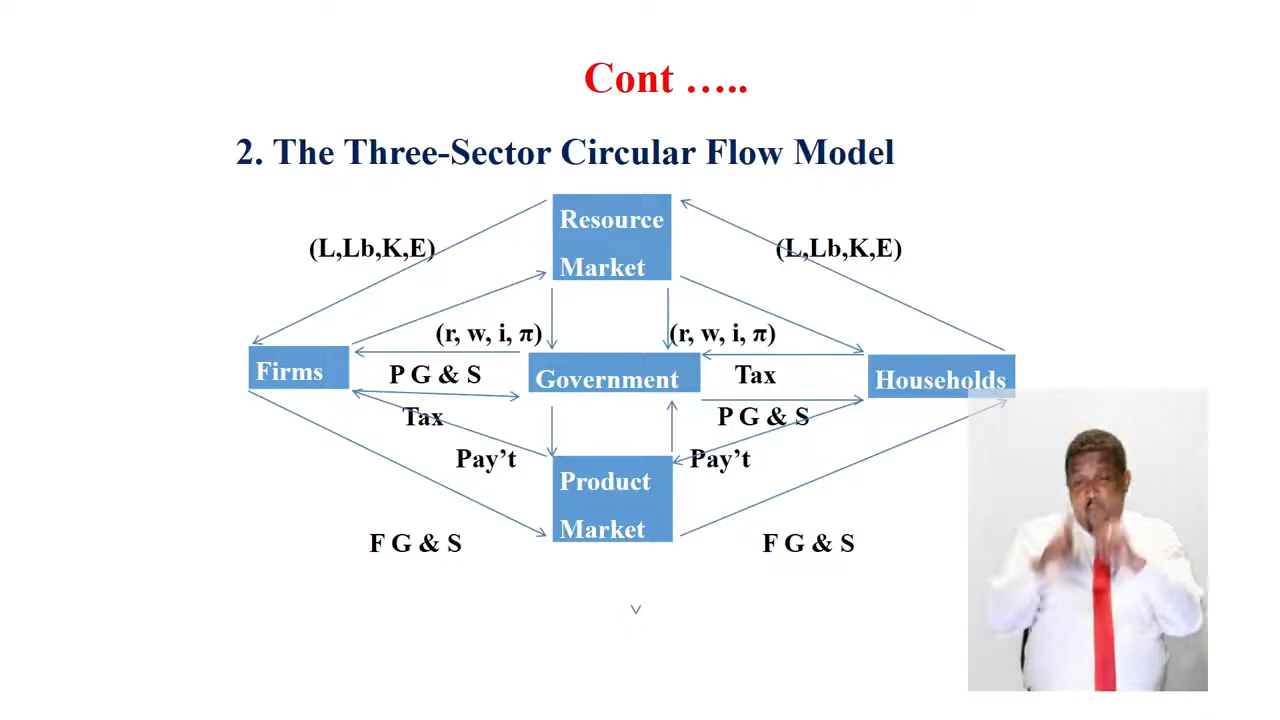 Cont …..
2. The Three-Sector Circular Flow Model
Resource
Market
(L,Lb,K,E)
(L,Lb,K,E)
(r, w, i, π)
(r, w, i, π)
Firms
P G & S
Government
Tax
Households
Tax
P G & S
Pay’t
Pay’t
Product
Market
F G & S
F G & S